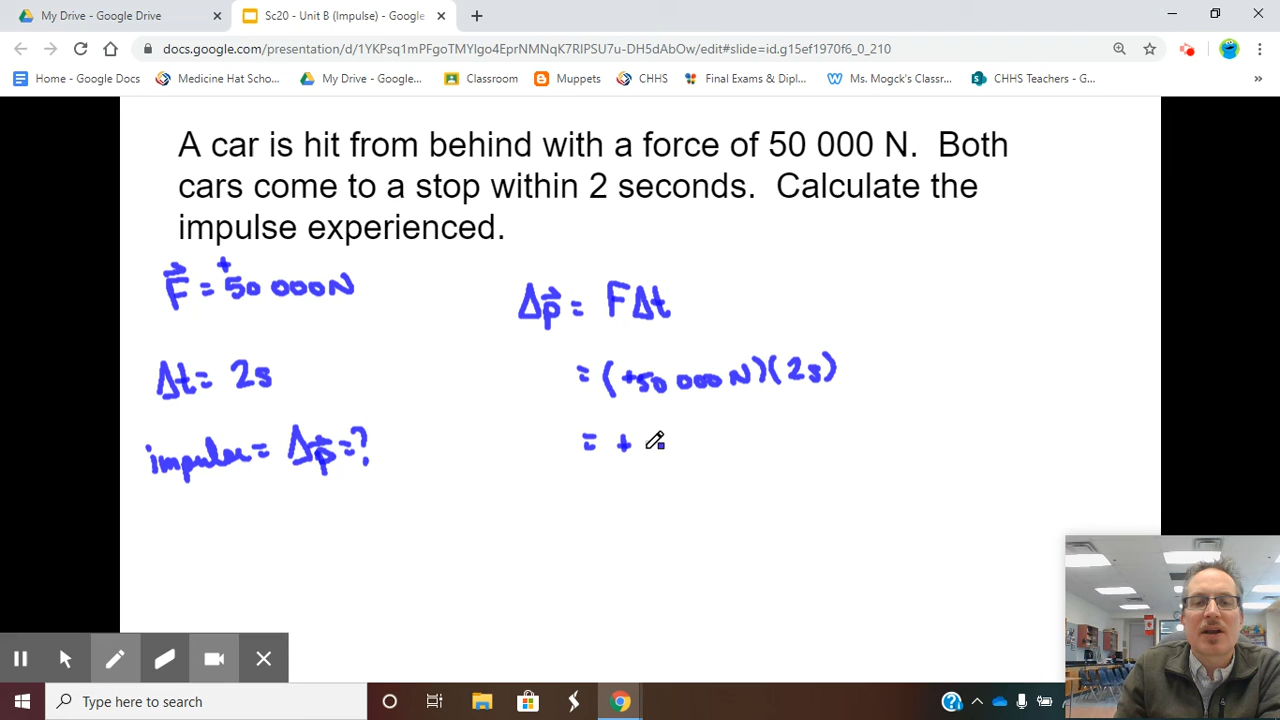 My Drive - Google Drive
Sc20 - Unit B (Impulse) - Google
docs.google.com/presentation/d/1YKPsq1mPFgoTMYlgo4EprNMNqK7RIPSU7u-DH5dAbOw/edit#slide=id.g15ef1970f6_0_210
Home - Google Docs
Medicine Hat Scho...
My Drive - Google...
Classroom
Muppets
CHHS
Final Exams & Dipl...
Ms. Mogck's Classr...
CHHS Teachers - G...
»
A car is hit from behind with a force of 50 000 N. Both
cars come to a stop within 2 seconds. Calculate the
impulse experienced.
F⃗ = +50 000N
Δt = 2s
impulse = Δp⃗ = ?
Δp⃗ = FΔt
= (+50 000 N)(2s)
= +
Type here to search